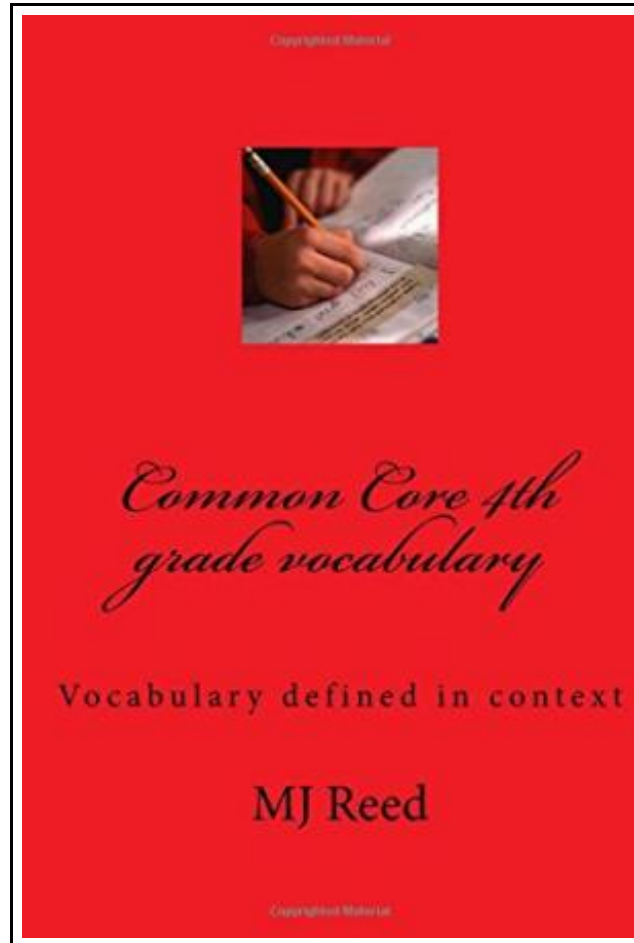 Copyrighted Material
Common Core 4th
grade vocabulary
Vocabulary defined in context
MJ Reed
Copyrighted Material